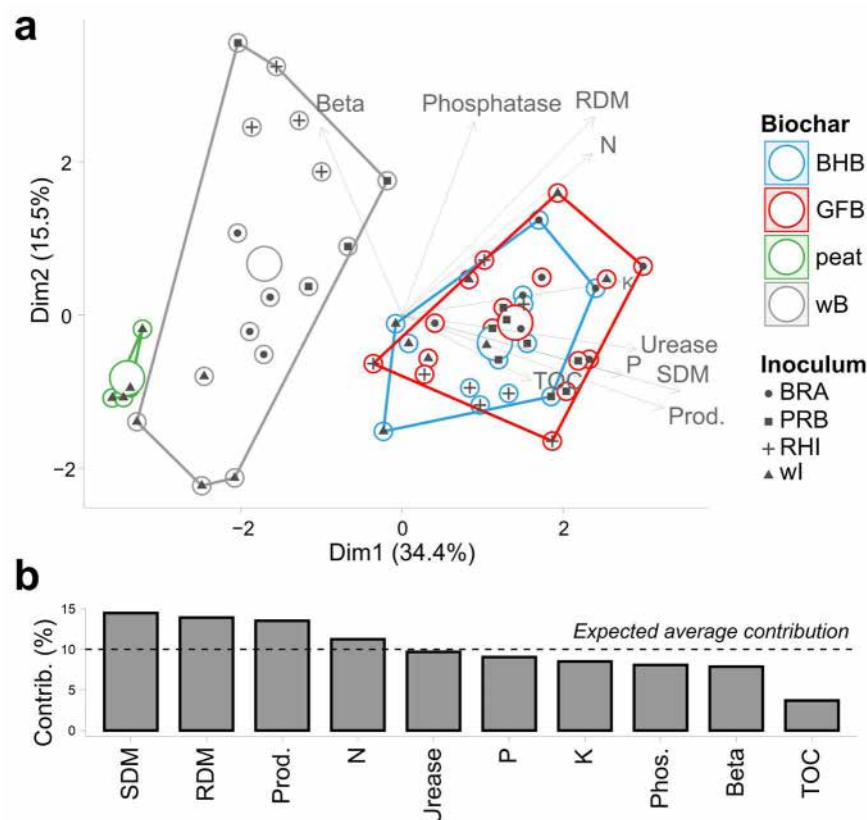 a
Beta
Phosphatase
RDM
N
K
Urease
P
TOC
SDM
Prod.
2
0
−2
Dim2 (15.5%)
−2
0
2
Dim1 (34.4%)
Biochar
BHB
GFB
peat
wB
Inoculum
BRA
PRB
RHI
wI
b
Contrib. (%)
15
10
5
0
Expected average contribution
SDM
RDM
Prod.
N
Urease
P
K
Phos.
Beta
TOC